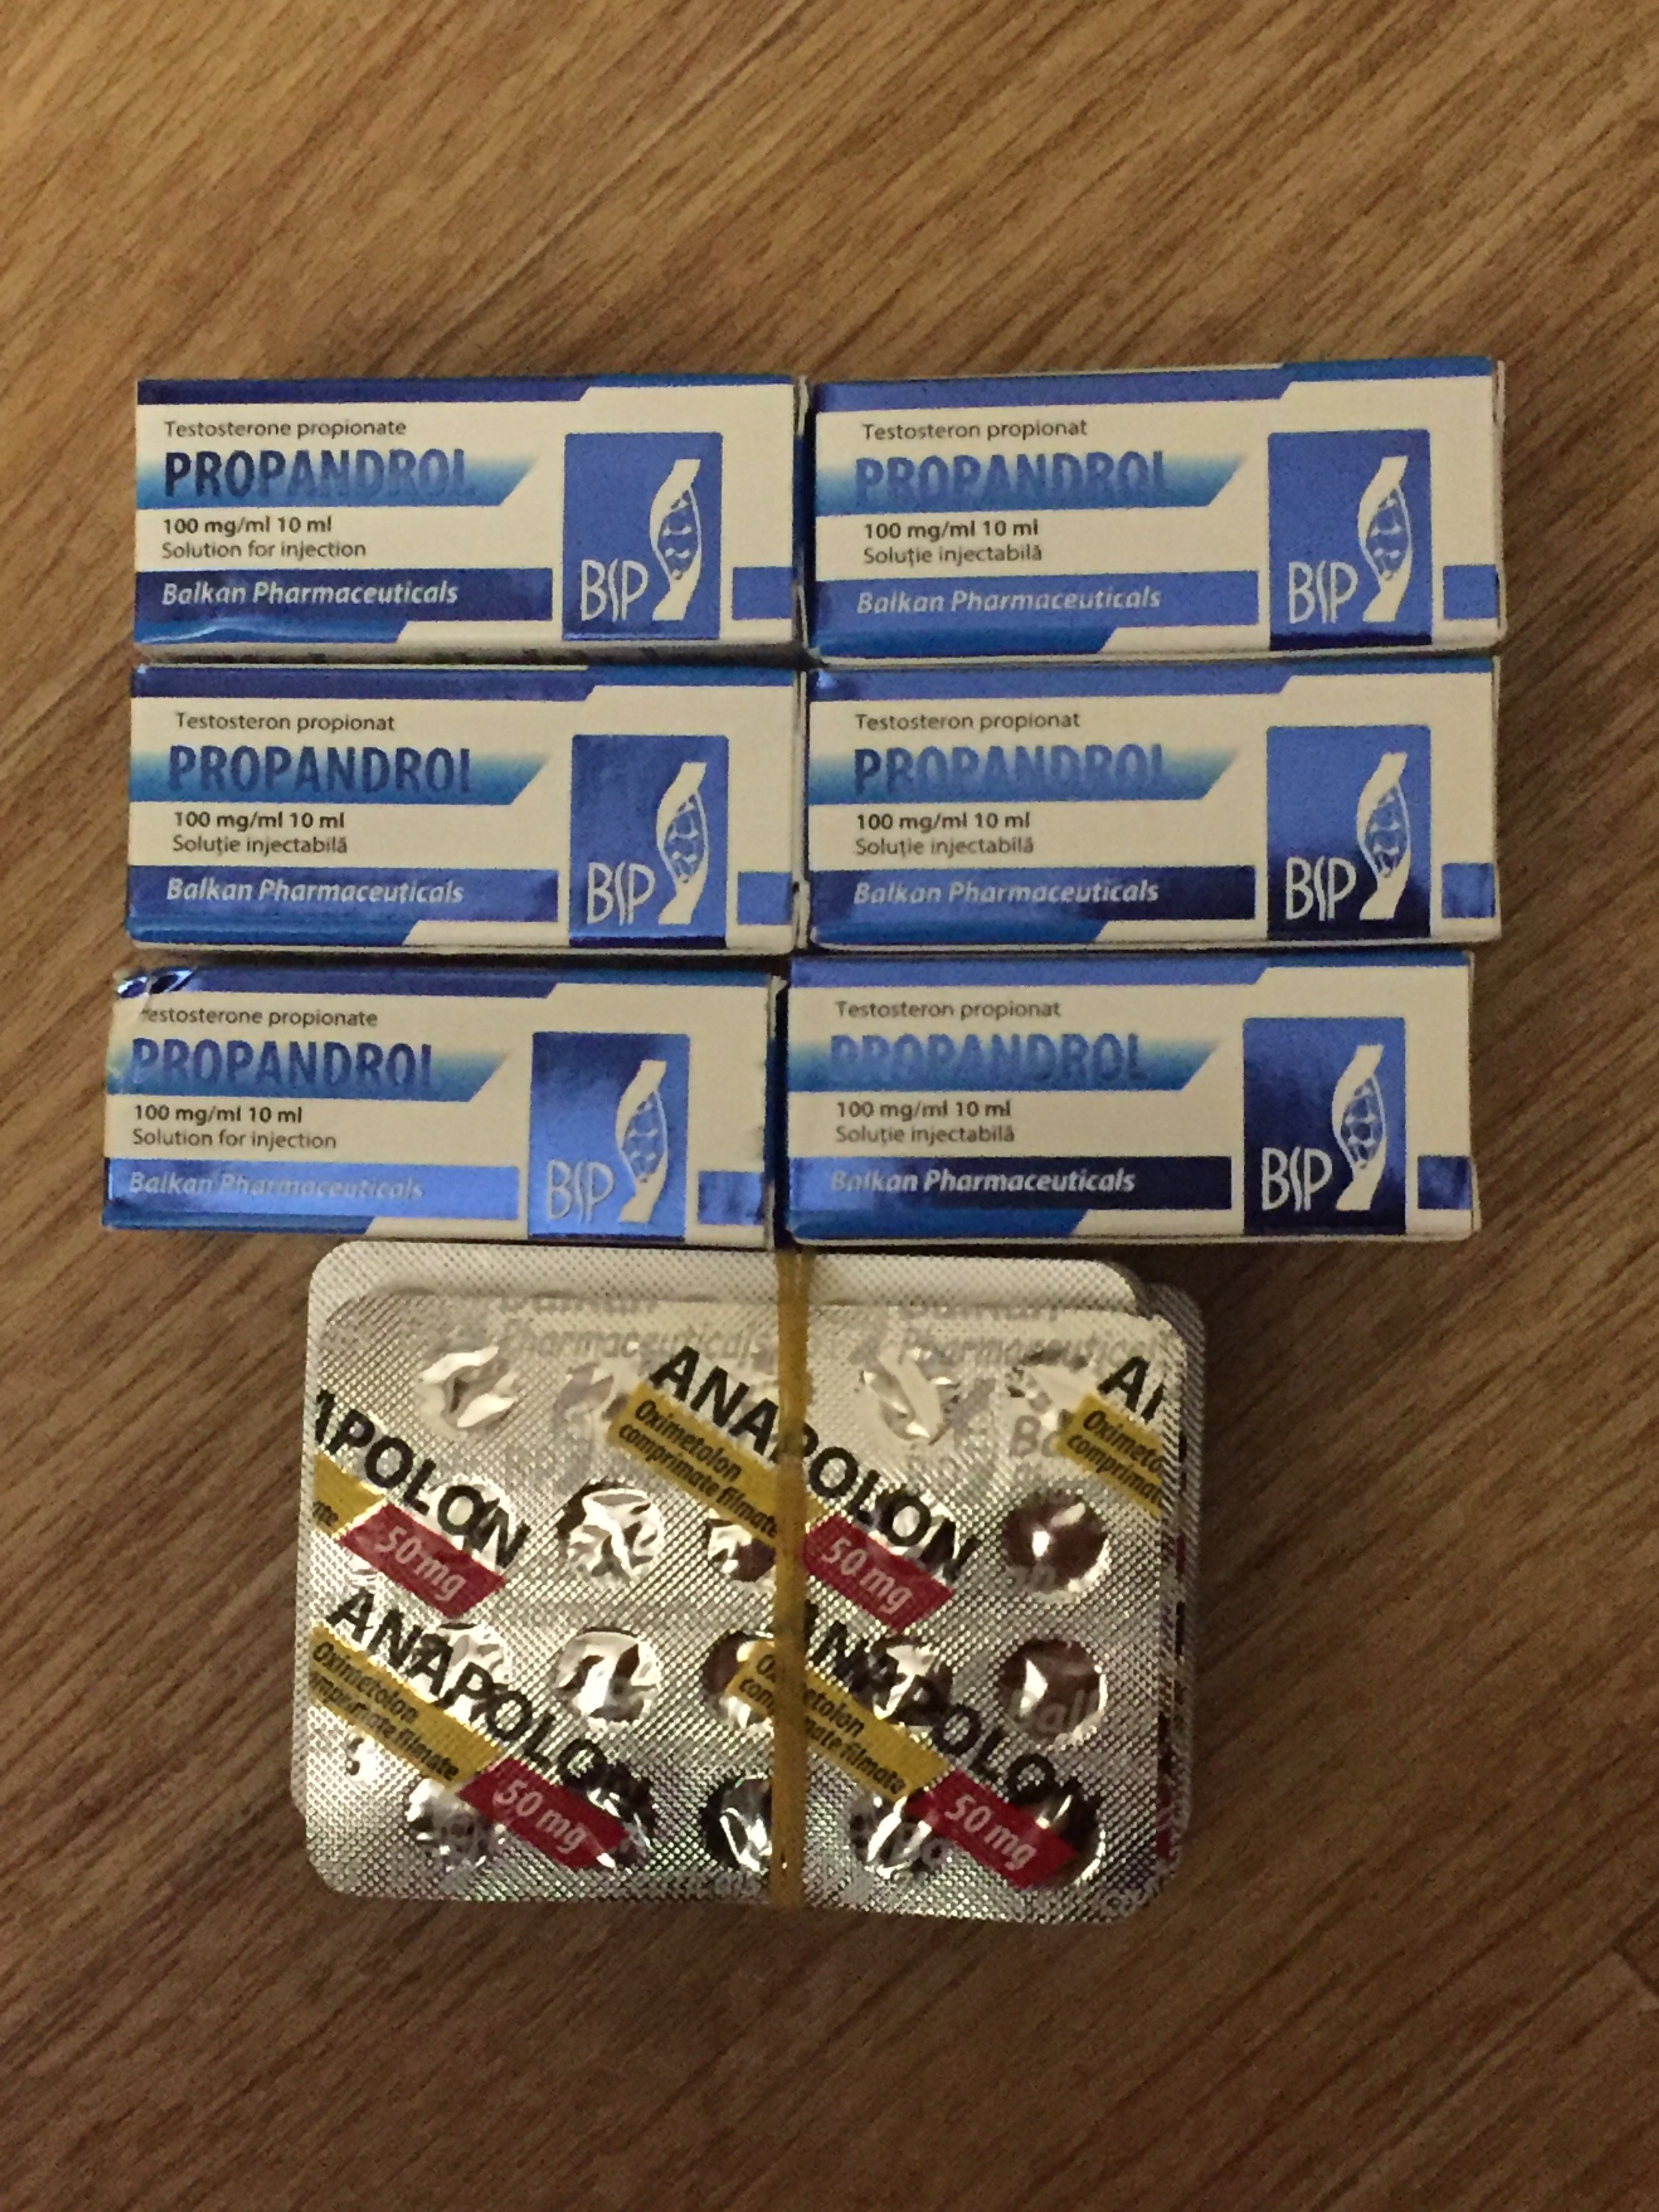 Testosterone propionate
PROPANDROL
100 mg/ml 10 ml
Solution for injection
Balkan Pharmaceuticals
BSP
Testosteron propionat
PROPANDROL
100 mg/ml 10 ml
Soluție injectabilă
Balkan Pharmaceuticals
BSP
Testosteron propionat
PROPANDROL
100 mg/ml 10 ml
Soluție injectabilă
Balkan Pharmaceuticals
BSP
Testosteron propionat
PROPANDROL
100 mg/ml 10 ml
Soluție injectabilă
Balkan Pharmaceuticals
BSP
Testosterone propionate
PROPANDROL
100 mg/ml 10 ml
Solution for injection
Balkan Pharmaceuticals
BSP
Testosteron propionat
PROPANDROL
100 mg/ml 10 ml
Soluție injectabilă
Balkan Pharmaceuticals
BSP
Pharmaceuticals
APOLON
50 mg
ANAPOLON
Oximetolon
comprimate filmate
50 mg
ANAPOLON
Oximetolon
comprimate filmate
50 mg
ANAPOLON
Oximetolon
comprimate filmate
50 mg